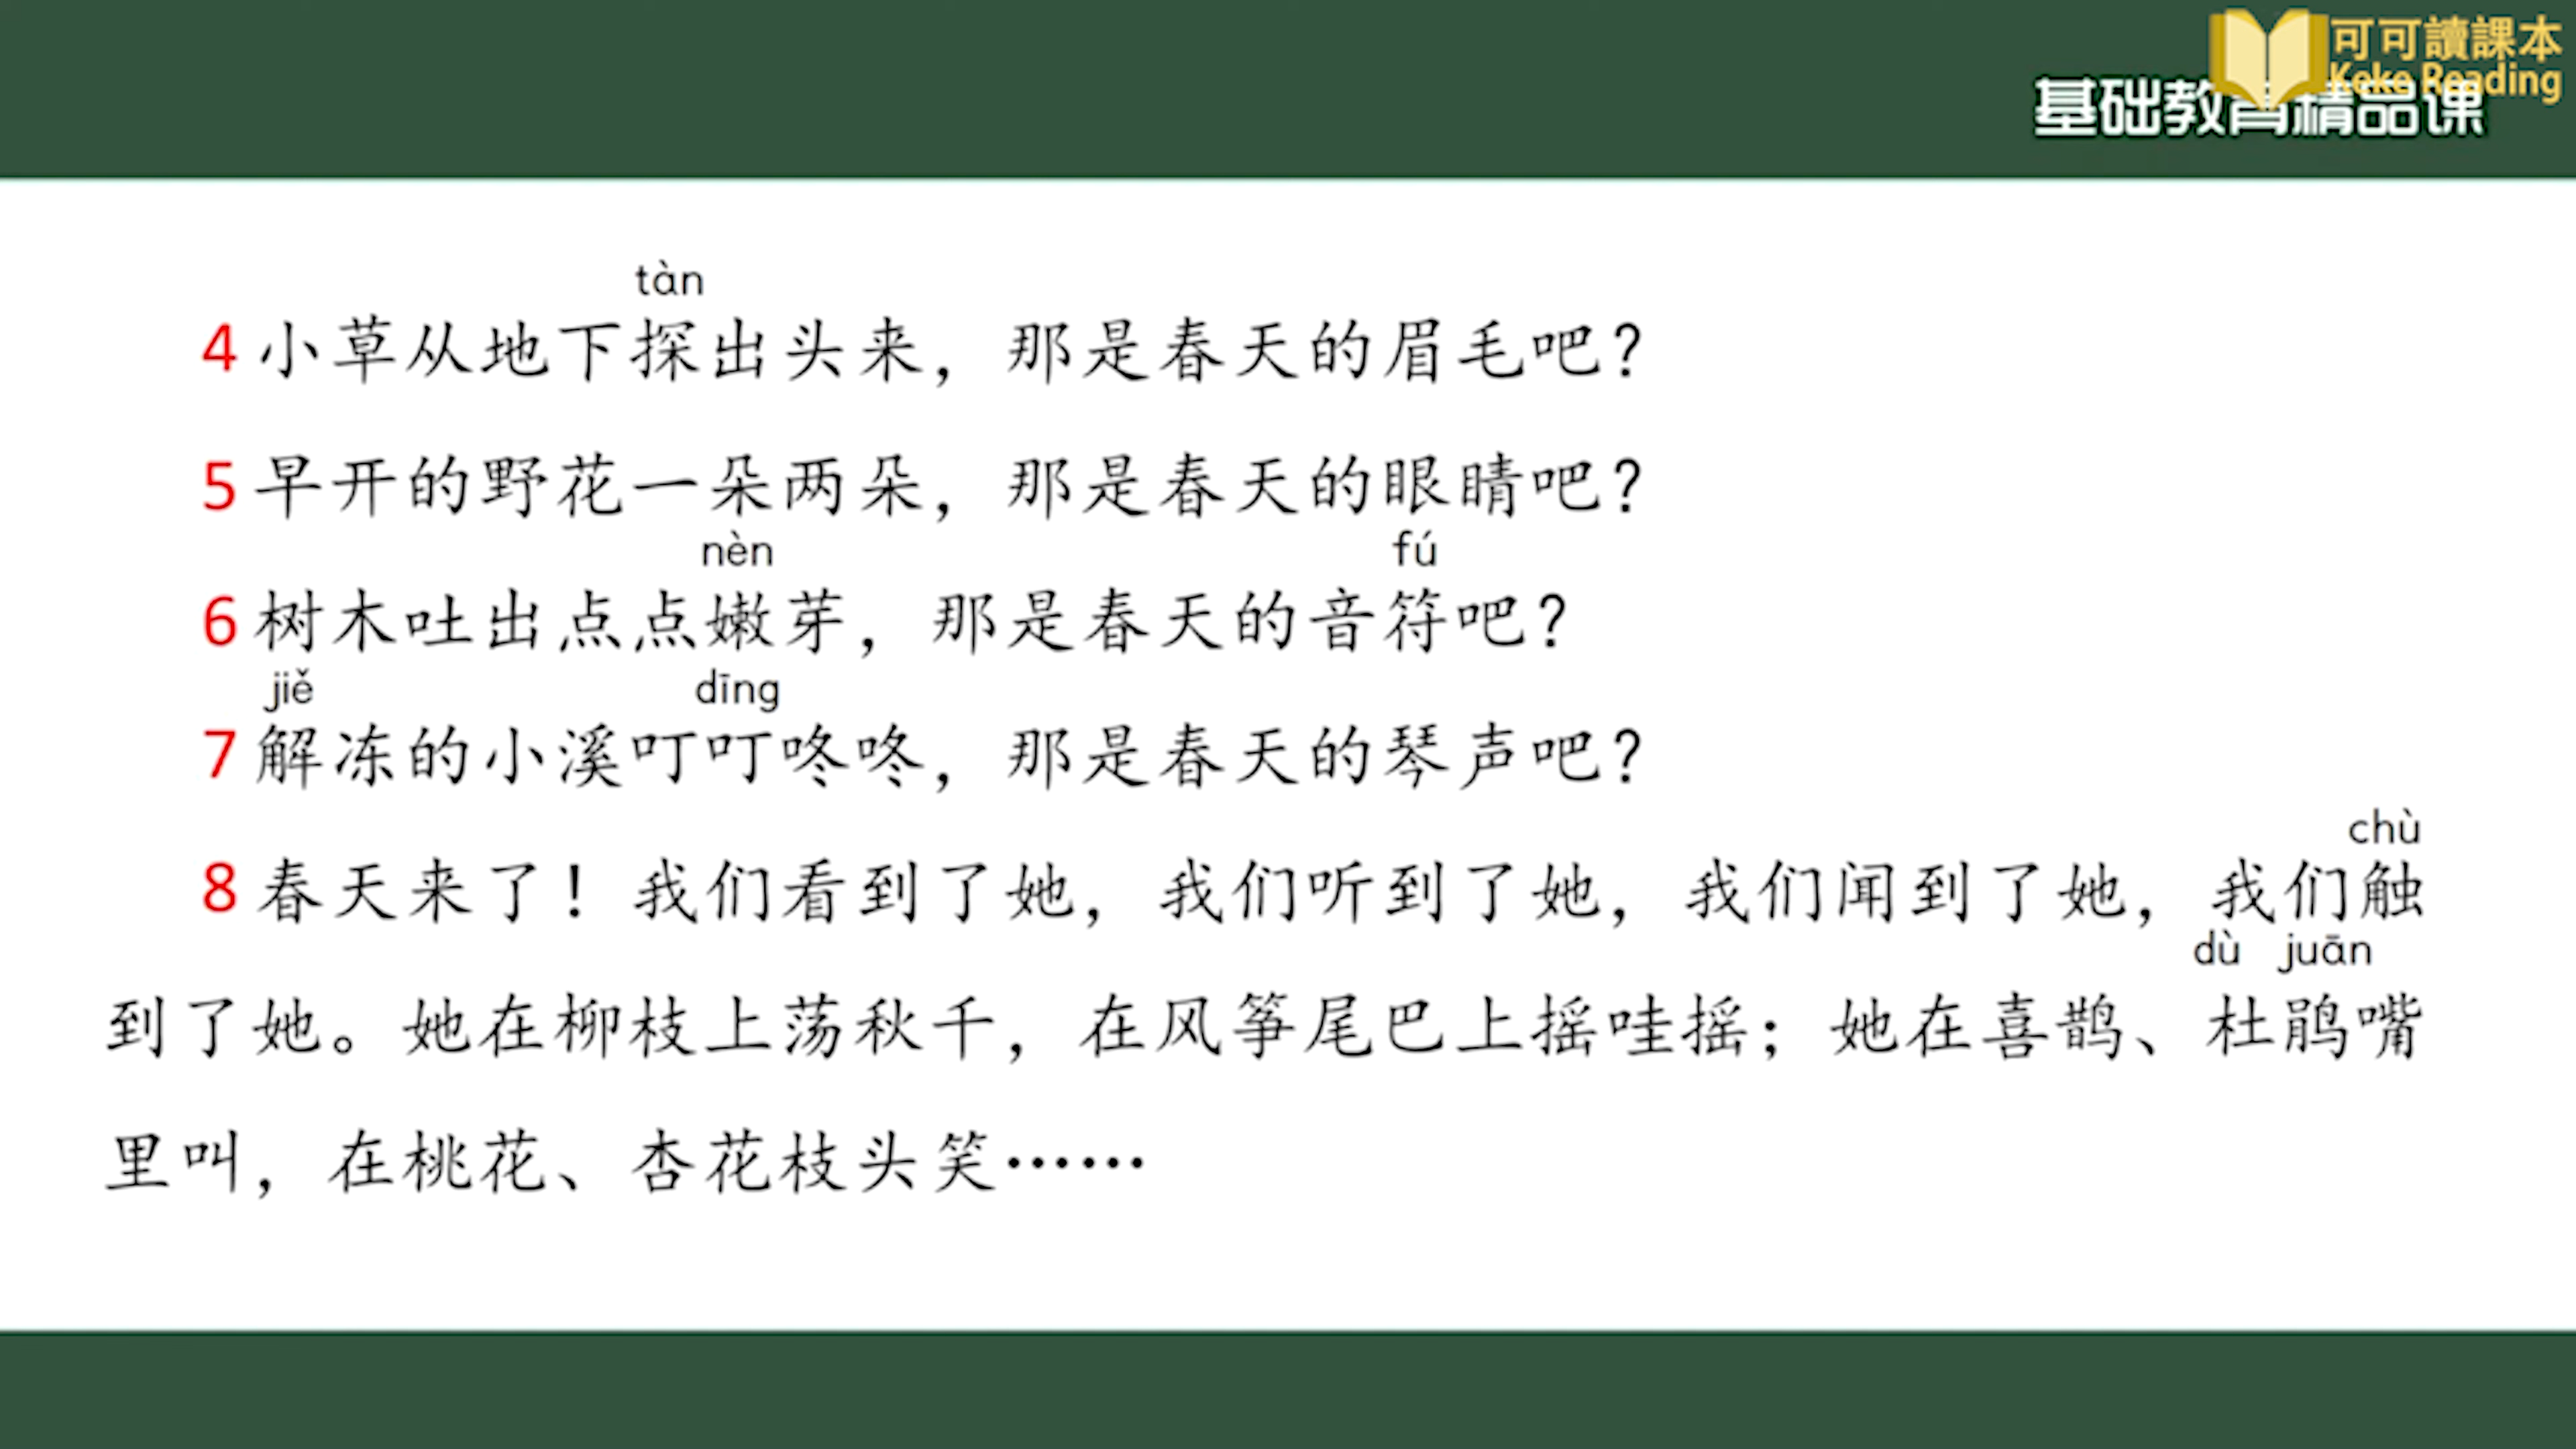 可可讀課本
Keke Reading
基础教育精品课
tàn
4 小草从地下探出头来，那是春天的眉毛吧？
5 早开的野花一朵两朵，那是春天的眼睛吧？
nèn fú
6 树木吐出点点嫩芽，那是春天的音符吧？
jiě dīng
7 解冻的小溪叮叮咚咚，那是春天的琴声吧？
chù
8 春天来了！我们看到了她，我们听到了她，我们闻到了她，我们触
dù juān
到了她。她在柳枝上荡秋千，在风筝尾巴上摇哇摇；她在喜鹊、杜鹃嘴
里叫，在桃花、杏花枝头笑……